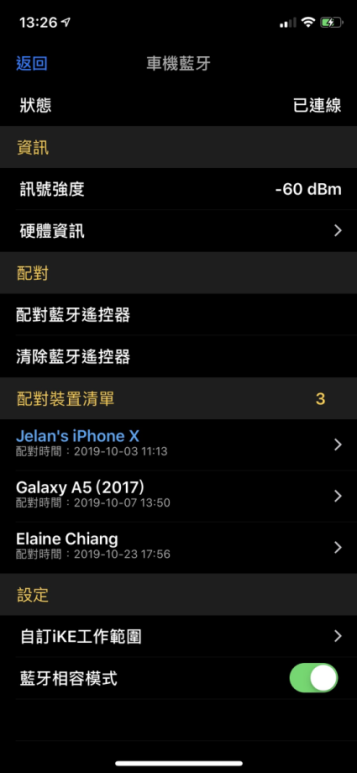 13:26
返回
車機藍牙
狀態
已連線
資訊
訊號強度
-60 dBm
硬體資訊
配對
配對藍牙遙控器
清除藍牙遙控器
配對裝置清單
3
Jelan's iPhone X
配對時間：2019-10-03 11:13
Galaxy A5（2017）
配對時間：2019-10-07 13:50
Elaine Chiang
配對時間：2019-10-23 17:56
設定
自訂iKE工作範圍
藍牙相容模式